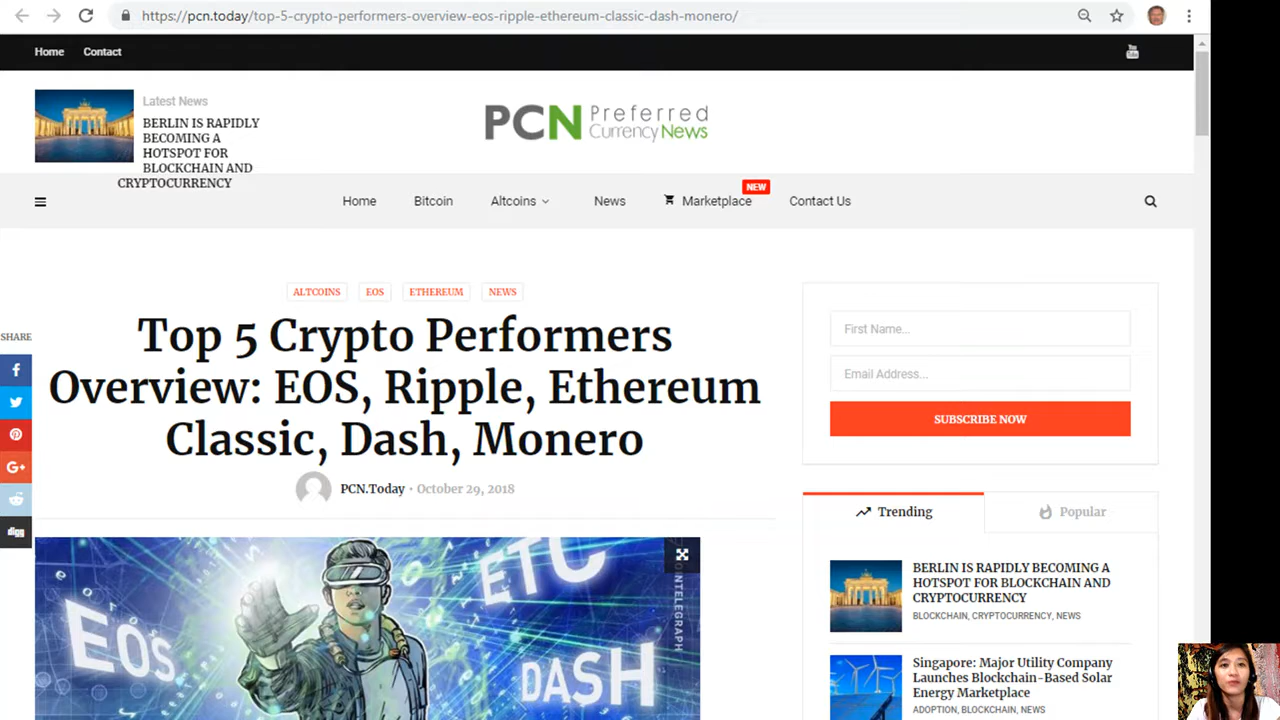 https://pcn.today/top-5-crypto-performers-overview-eos-ripple-ethereum-classic-dash-monero/
Home Contact
You Tube
Latest News
BERLIN IS RAPIDLY
BECOMING A
HOTSPOT FOR
BLOCKCHAIN AND
CRYPTOCURRENCY
PCN Preferred
Currency News
Home Bitcoin Altcoins News Marketplace NEW Contact Us
ALTCOINS EOS ETHEREUM NEWS
Top 5 Crypto Performers
Overview: EOS, Ripple, Ethereum
Classic, Dash, Monero
PCN.Today • October 29, 2018
SHARE
digg
EOS
ETC
DASH
COINTELEGRAPH
First Name...
Email Address...
SUBSCRIBE NOW
Trending Popular
BERLIN IS RAPIDLY BECOMING A
HOTSPOT FOR BLOCKCHAIN AND
CRYPTOCURRENCY
BLOCKCHAIN, CRYPTOCURRENCY, NEWS
Singapore: Major Utility Company
Launches Blockchain-Based Solar
Energy Marketplace
ADOPTION, BLOCKCHAIN, NEWS